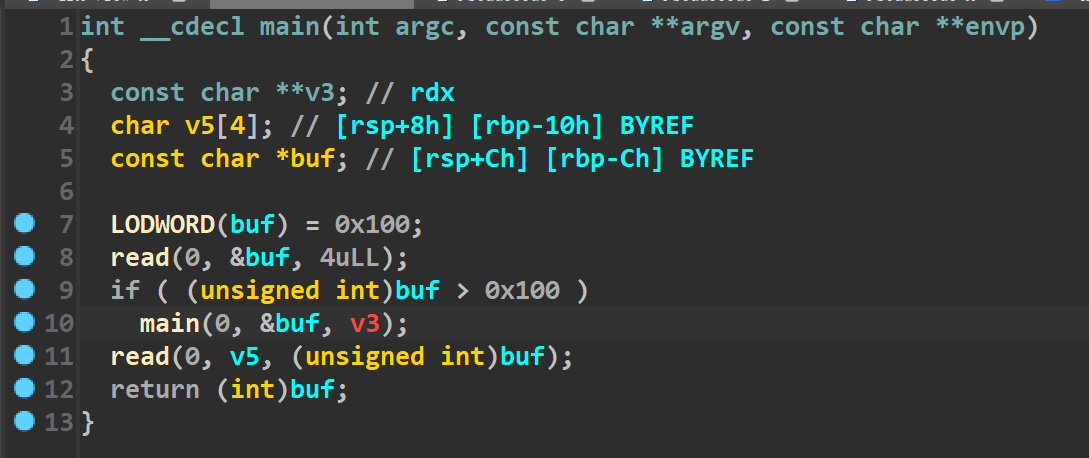 1 int __cdecl main(int argc, const char **argv, const char **envp)
2 {
3   const char **v3; // rdx
4   char v5[4]; // [rsp+8h] [rbp-10h] BYREF
5   const char *buf; // [rsp+Ch] [rbp-Ch] BYREF
6
7   LODWORD(buf) = 0x100;
8   read(0, &buf, 4uLL);
9   if ( (unsigned int)buf > 0x100 )
10     main(0, &buf, v3);
11   read(0, v5, (unsigned int)buf);
12   return (int)buf;
13 }